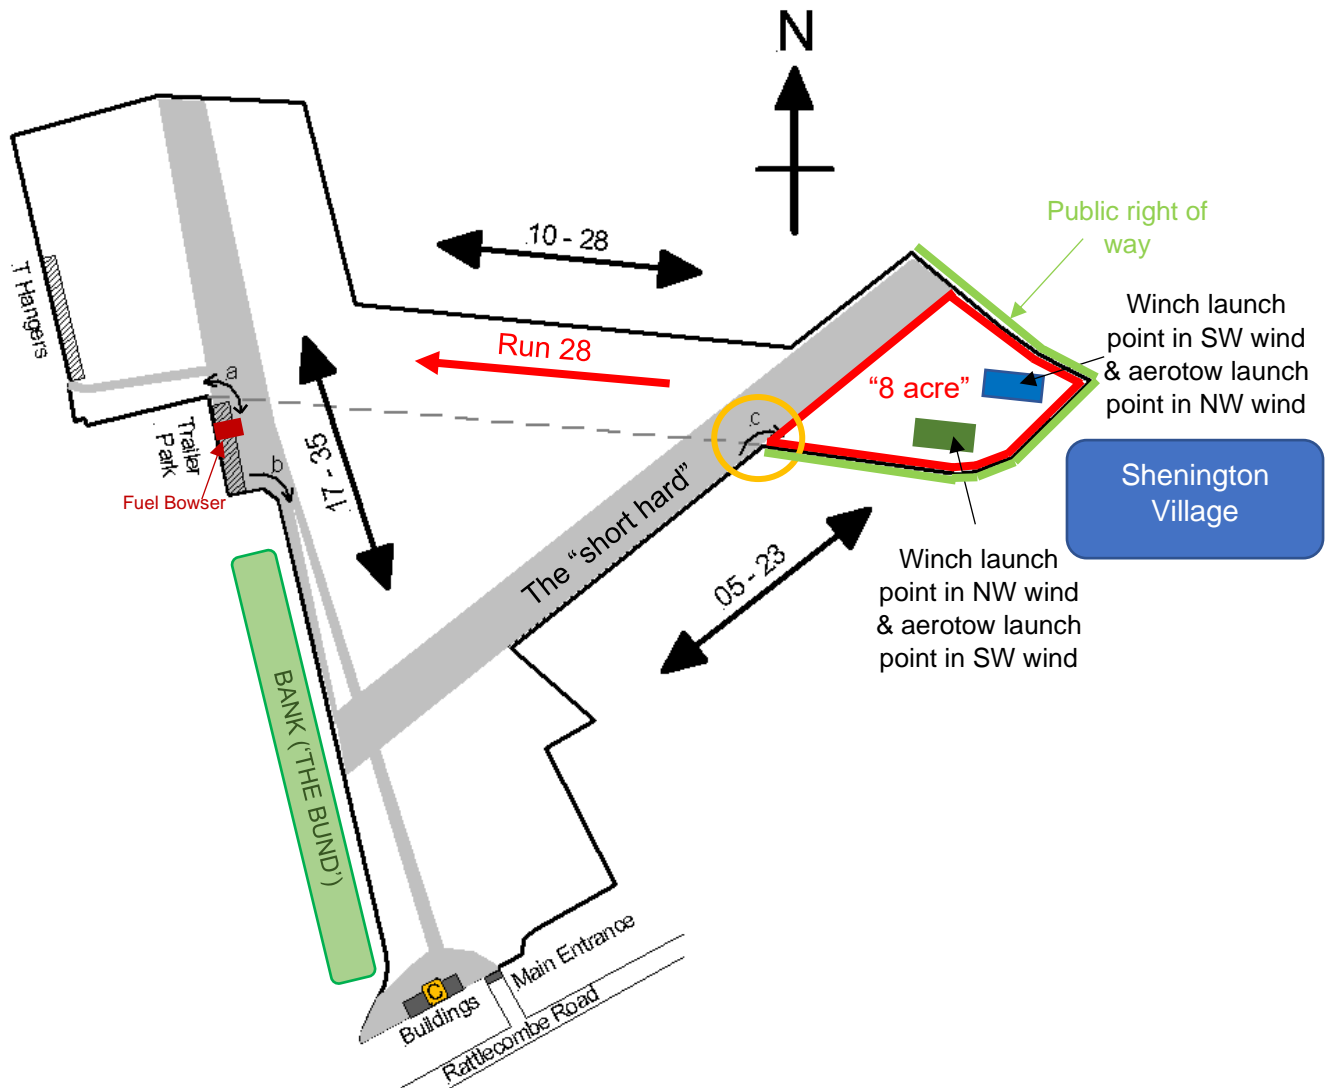 N
Public right of
way
10 - 28
Winch launch
point in SW wind
& aerotow launch
point in NW wind
T Hangers
Run 28
"8 acre"
a
c
Trailer
Park
b
17 - 35
Fuel Bowser
The "short hard"
Shenington
Village
05 - 23
Winch launch
point in NW wind
& aerotow launch
point in SW wind
BANK ('THE BUND')
Main Entrance
C
Buildings
Rattlecombe Road